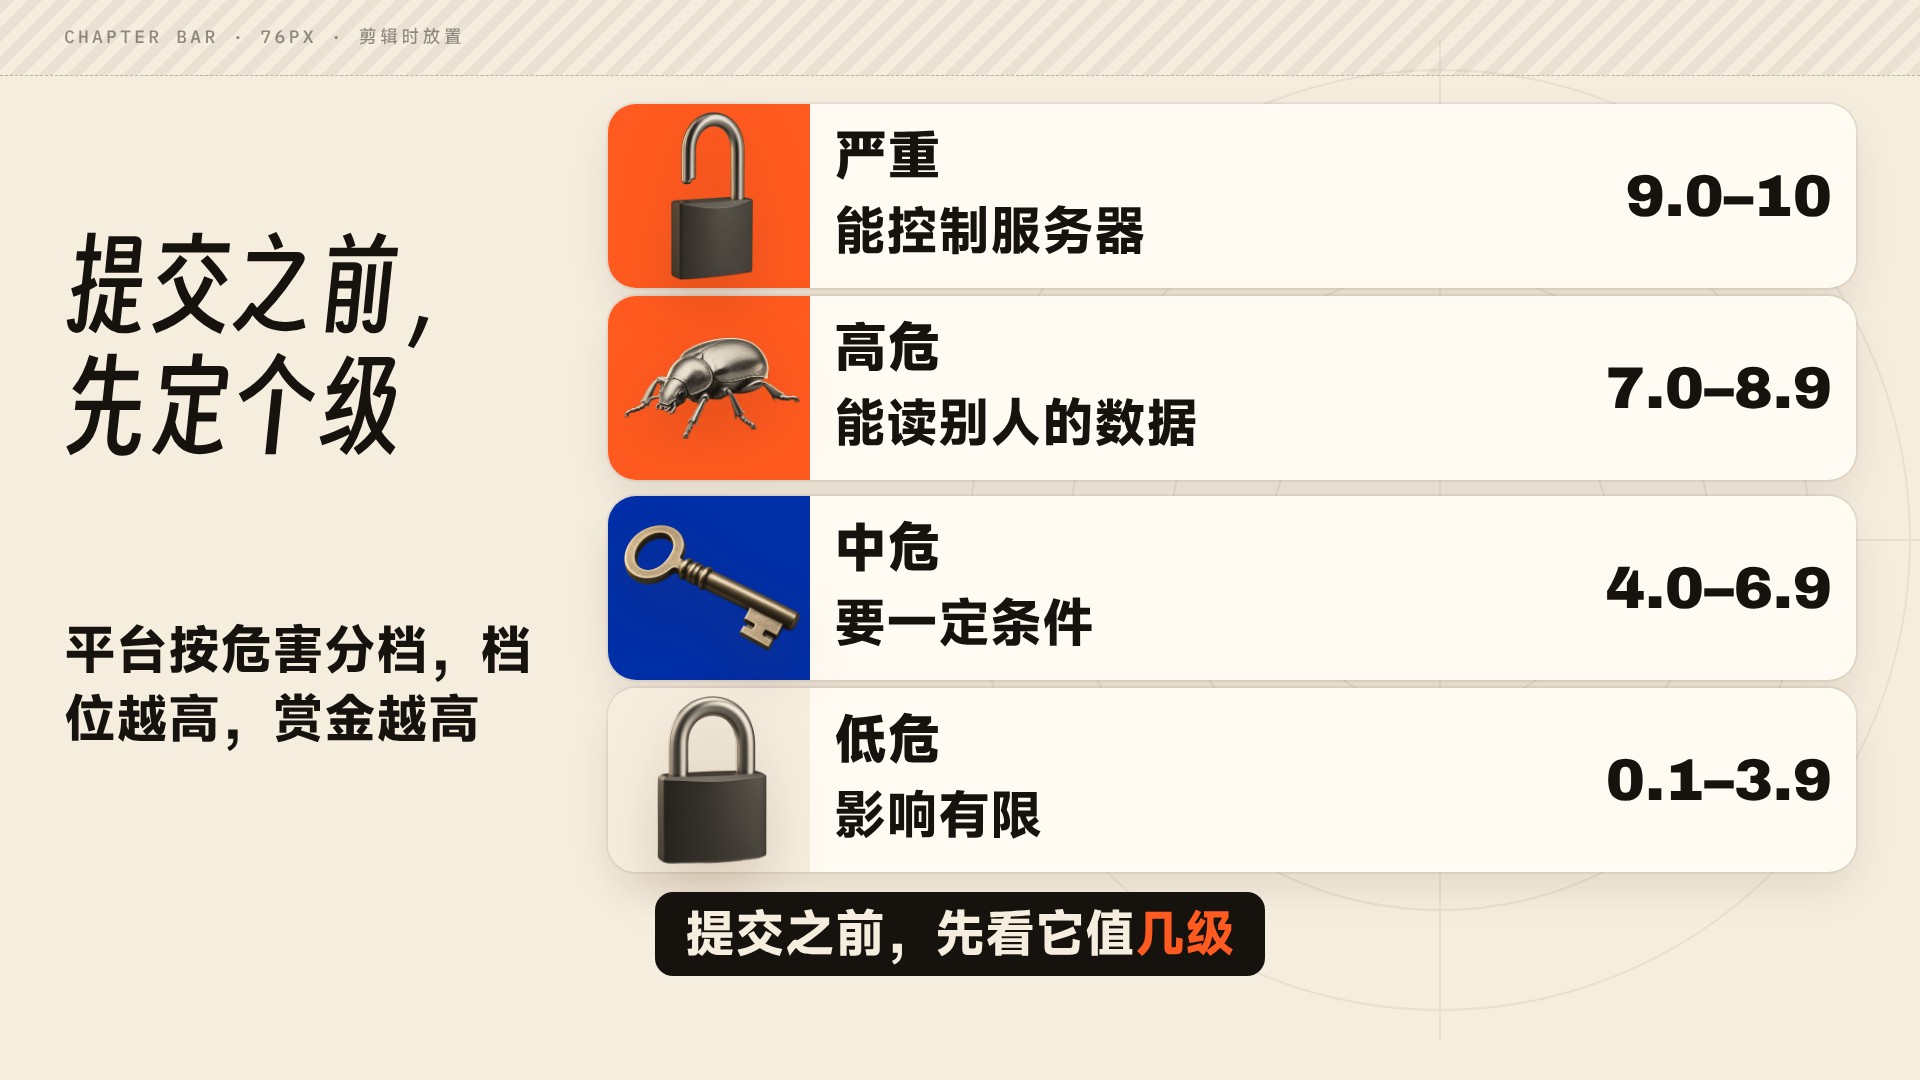 CHAPTER BAR · 76PX · 剪辑时放置
提交之前,
先定个级
平台按危害分档，档
位越高，赏金越高
严重
能控制服务器
9.0–10
高危
能读别人的数据
7.0–8.9
中危
要一定条件
4.0–6.9
低危
影响有限
0.1–3.9
提交之前，先看它值几级